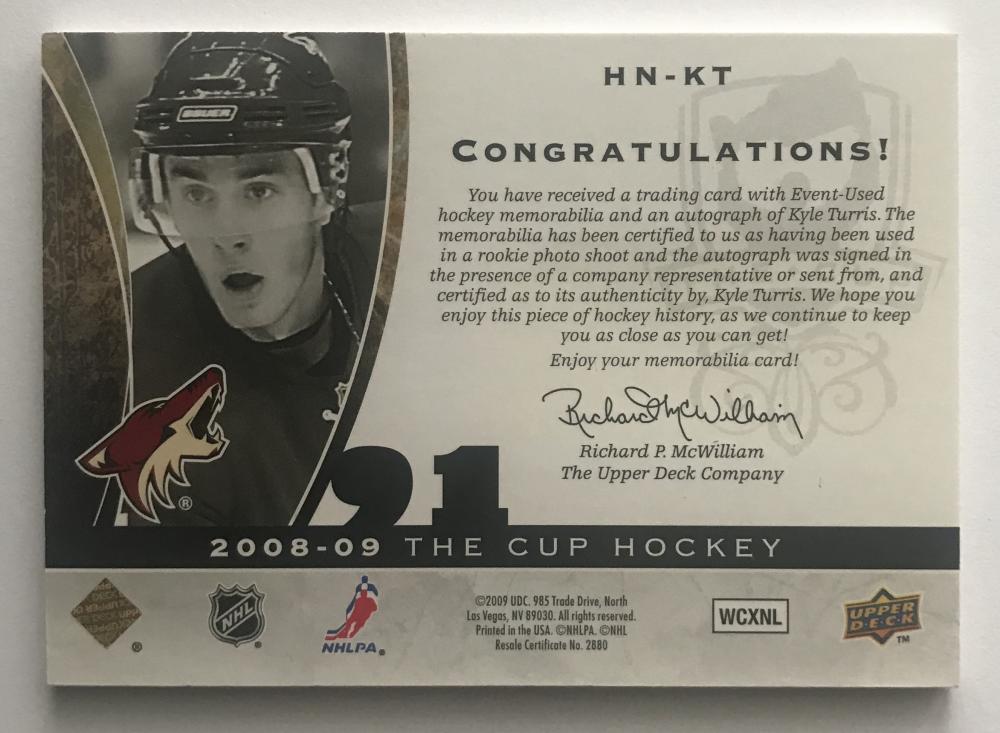 HN-KT
CONGRATULATIONS!
You have received a trading card with Event-Used
hockey memorabilia and an autograph of Kyle Turris. The
memorabilia has been certified to us as having been used
in a rookie photo shoot and the autograph was signed in
the presence of a company representative or sent from, and
certified as to its authenticity by, Kyle Turris. We hope you
enjoy this piece of hockey history, as we continue to keep
you as close as you can get!
Enjoy your memorabilia card!
Richard McWilliam
Richard P. McWilliam
The Upper Deck Company
BAUER
®
91
2008-09 THE CUP HOCKEY
®
NHL
®
NHLPA®
©2009 UDC. 985 Trade Drive, North
Las Vegas, NV 89030. All rights reserved.
Printed in the USA. ©NHLPA. ©NHL
Resale Certificate No. 2880
WCXNL
UPPER
D·E·C·K
TM